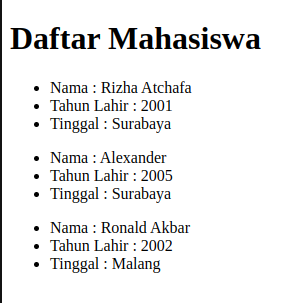 Daftar Mahasiswa
• Nama : Rizha Atchafa
• Tahun Lahir : 2001
• Tinggal : Surabaya
• Nama : Alexander
• Tahun Lahir : 2005
• Tinggal : Surabaya
• Nama : Ronald Akbar
• Tahun Lahir : 2002
• Tinggal : Malang